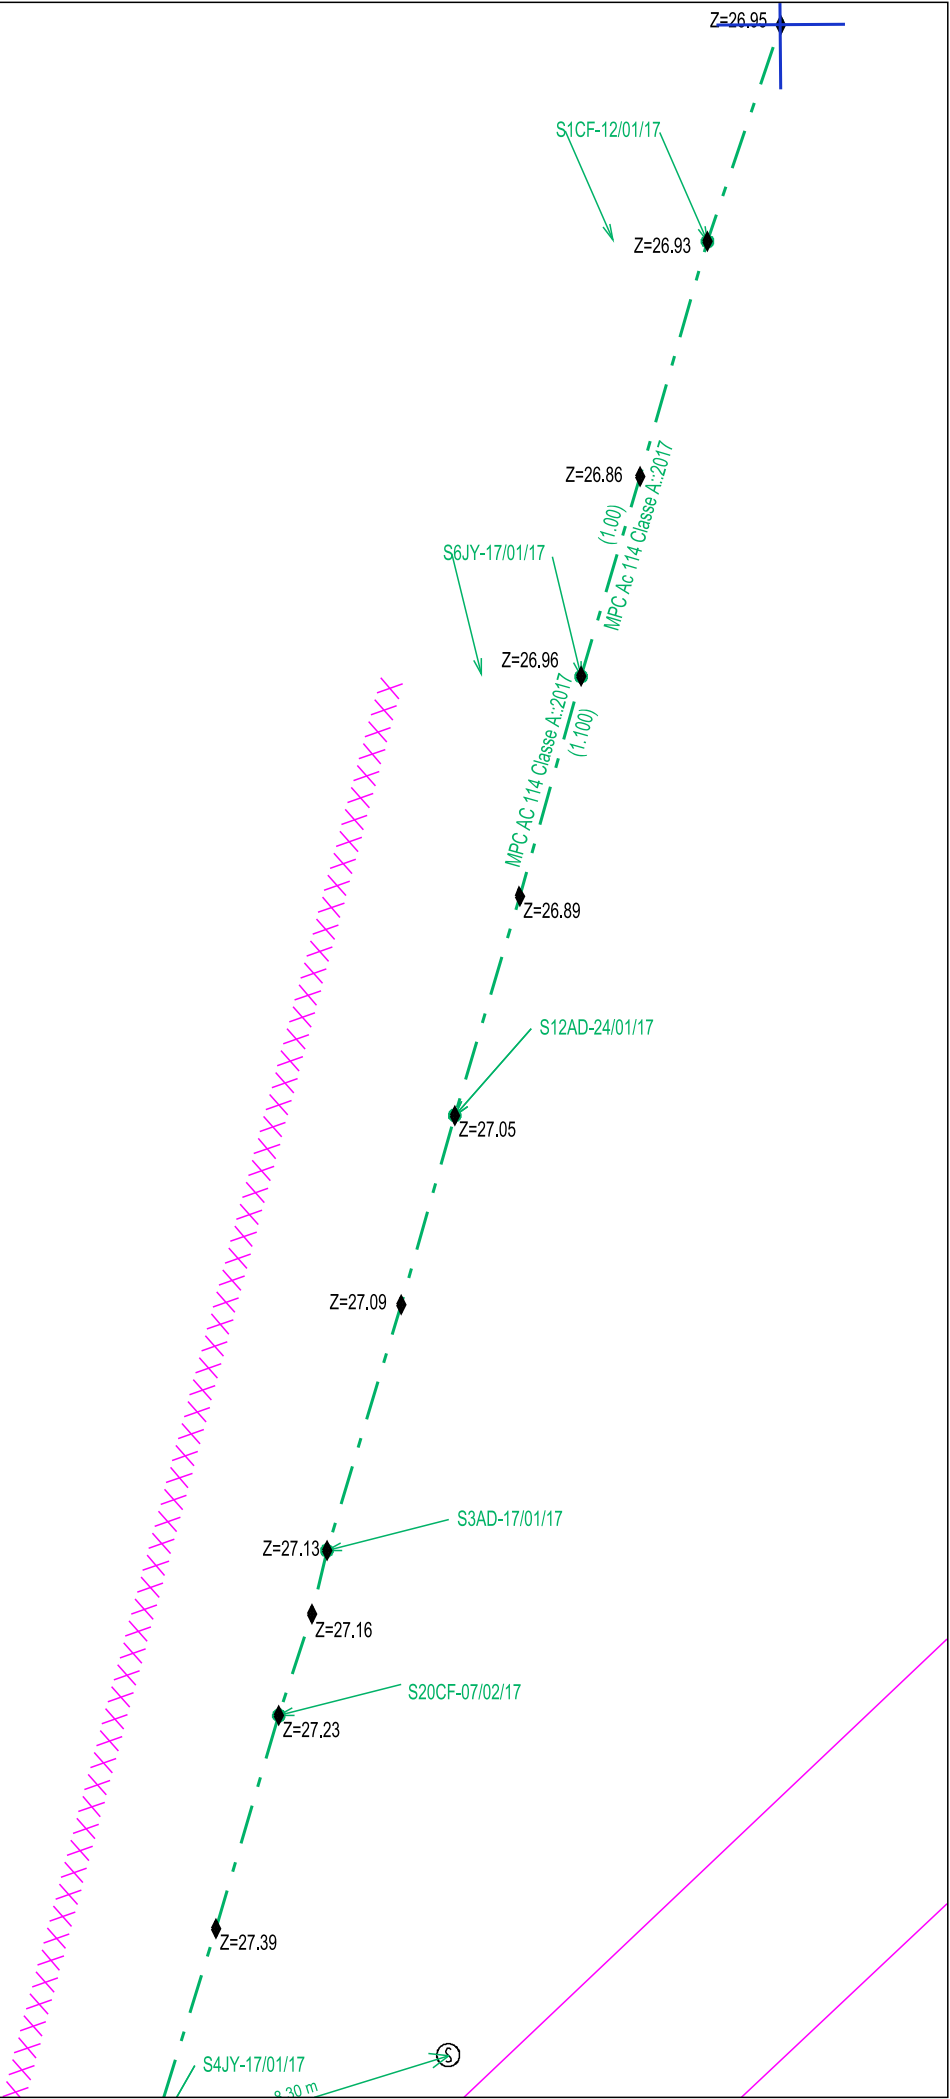 Z=26.95
S1CF-12/01/17
Z=26.93
Z=26.86
(1.00)
MPC Ac 114 Classe A::2017
S6JY-17/01/17
Z=26.96
MPC AC 114 Classe A::2017
(1.100)
Z=26.89
S12AD-24/01/17
Z=27.05
Z=27.09
S3AD-17/01/17
Z=27.13
Z=27.16
S20CF-07/02/17
Z=27.23
Z=27.39
S4JY-17/01/17
S
8.30 m